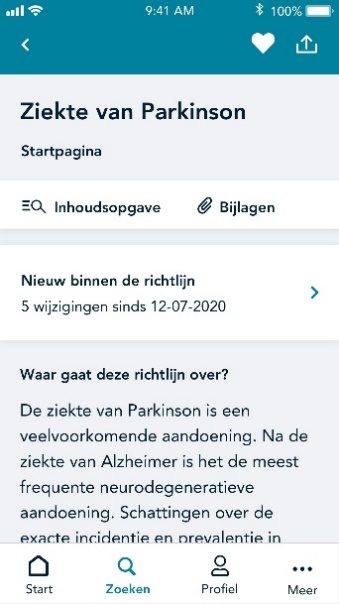 9:41 AM 100%
Ziekte van Parkinson
Startpagina
Inhoudsopgave Bijlagen
Nieuw binnen de richtlijn
5 wijzigingen sinds 12-07-2020
Waar gaat deze richtlijn over?
De ziekte van Parkinson is een
veelvoorkomende aandoening. Na de
ziekte van Alzheimer is het de meest
frequente neurodegeneratieve
aandoening. Schattingen over de
exacte incidentie en prevalentie in
Start Zoeken Profiel Meer